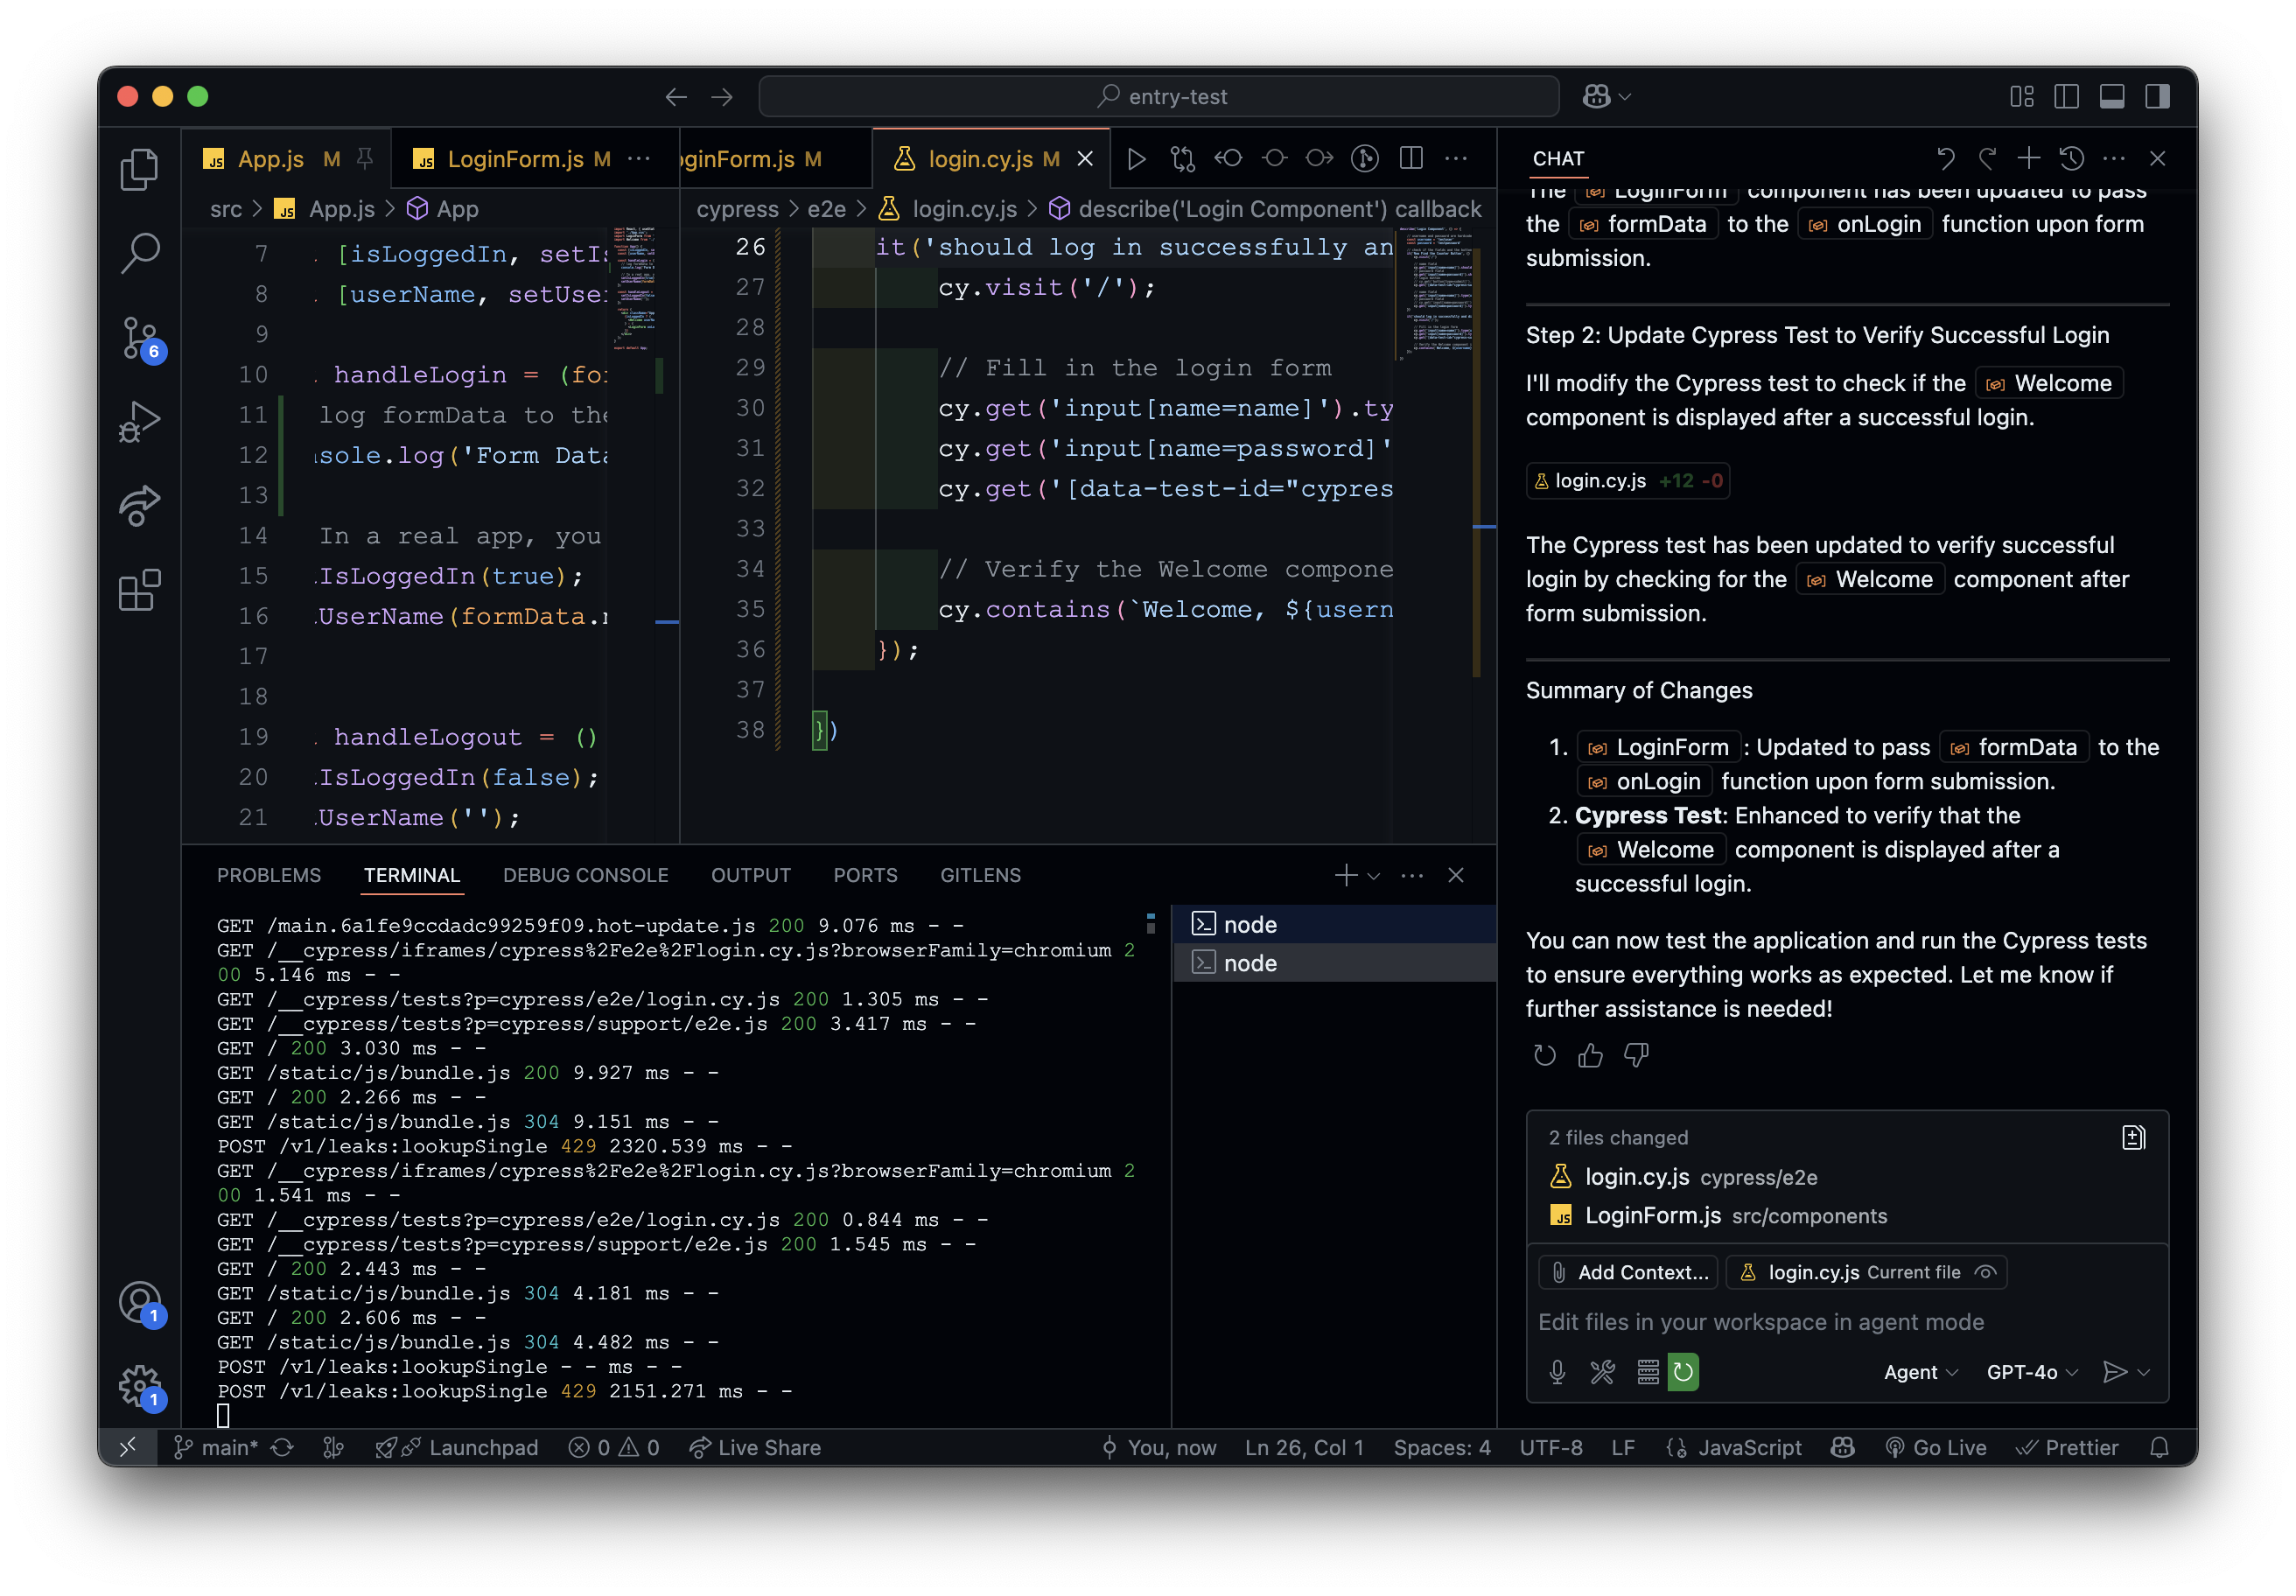 entry-test
App.js M
LoginForm.js M ···
ginForm.js M
login.cy.js M
src > App.js > App
cypress > e2e > login.cy.js > describe('Login Component') callback
6
1
1
7 [isLoggedIn, setIs
8 [userName, setUser
9
10 handleLogin = (for
11 log formData to the
12 sole.log('Form Data
13
14 In a real app, you
15 IsLoggedIn(true);
16 UserName(formData.
17
18
19 handleLogout = ()
20 IsLoggedIn(false);
21 UserName('');
26 it('should log in successfully an
27 cy.visit('/');
28
29 // Fill in the login form
30 cy.get('input[name=name]').ty
31 cy.get('input[name=password]'
32 cy.get('[data-test-id="cypres
33
34 // Verify the Welcome compone
35 cy.contains(`Welcome, ${usern
36 });
37
38 })
PROBLEMS TERMINAL DEBUG CONSOLE OUTPUT PORTS GITLENS
GET /main.6a1fe9ccdadc99259f09.hot-update.js 200 9.076 ms - -
GET /__cypress/iframes/cypress%2Fe2e%2Flogin.cy.js?browserFamily=chromium 2
00 5.146 ms - -
GET /__cypress/tests?p=cypress/e2e/login.cy.js 200 1.305 ms - -
GET /__cypress/tests?p=cypress/support/e2e.js 200 3.417 ms - -
GET / 200 3.030 ms - -
GET /static/js/bundle.js 200 9.927 ms - -
GET / 200 2.266 ms - -
GET /static/js/bundle.js 304 9.151 ms - -
POST /v1/leaks:lookupSingle 429 2320.539 ms - -
GET /__cypress/iframes/cypress%2Fe2e%2Flogin.cy.js?browserFamily=chromium 2
00 1.541 ms - -
GET /__cypress/tests?p=cypress/e2e/login.cy.js 200 0.844 ms - -
GET /__cypress/tests?p=cypress/support/e2e.js 200 1.545 ms - -
GET / 200 2.443 ms - -
GET /static/js/bundle.js 304 4.181 ms - -
GET / 200 2.606 ms - -
GET /static/js/bundle.js 304 4.482 ms - -
POST /v1/leaks:lookupSingle - - ms - -
POST /v1/leaks:lookupSingle 429 2151.271 ms - -
node
node
CHAT
The LoginForm component has been updated to pass
the formData to the onLogin function upon form
submission.
Step 2: Update Cypress Test to Verify Successful Login
I'll modify the Cypress test to check if the Welcome
component is displayed after a successful login.
login.cy.js +12 -0
The Cypress test has been updated to verify successful
login by checking for the Welcome component after
form submission.
Summary of Changes
1. LoginForm : Updated to pass formData to the
onLogin function upon form submission.
2. Cypress Test: Enhanced to verify that the
Welcome component is displayed after a
successful login.
You can now test the application and run the Cypress tests
to ensure everything works as expected. Let me know if
further assistance is needed!
2 files changed
login.cy.js cypress/e2e
JS LoginForm.js src/components
Add Context... login.cy.js Current file
Edit files in your workspace in agent mode
Agent GPT-4o
main* Launchpad 0 0 Live Share You, now Ln 26, Col 1 Spaces: 4 UTF-8 LF JavaScript Go Live Prettier